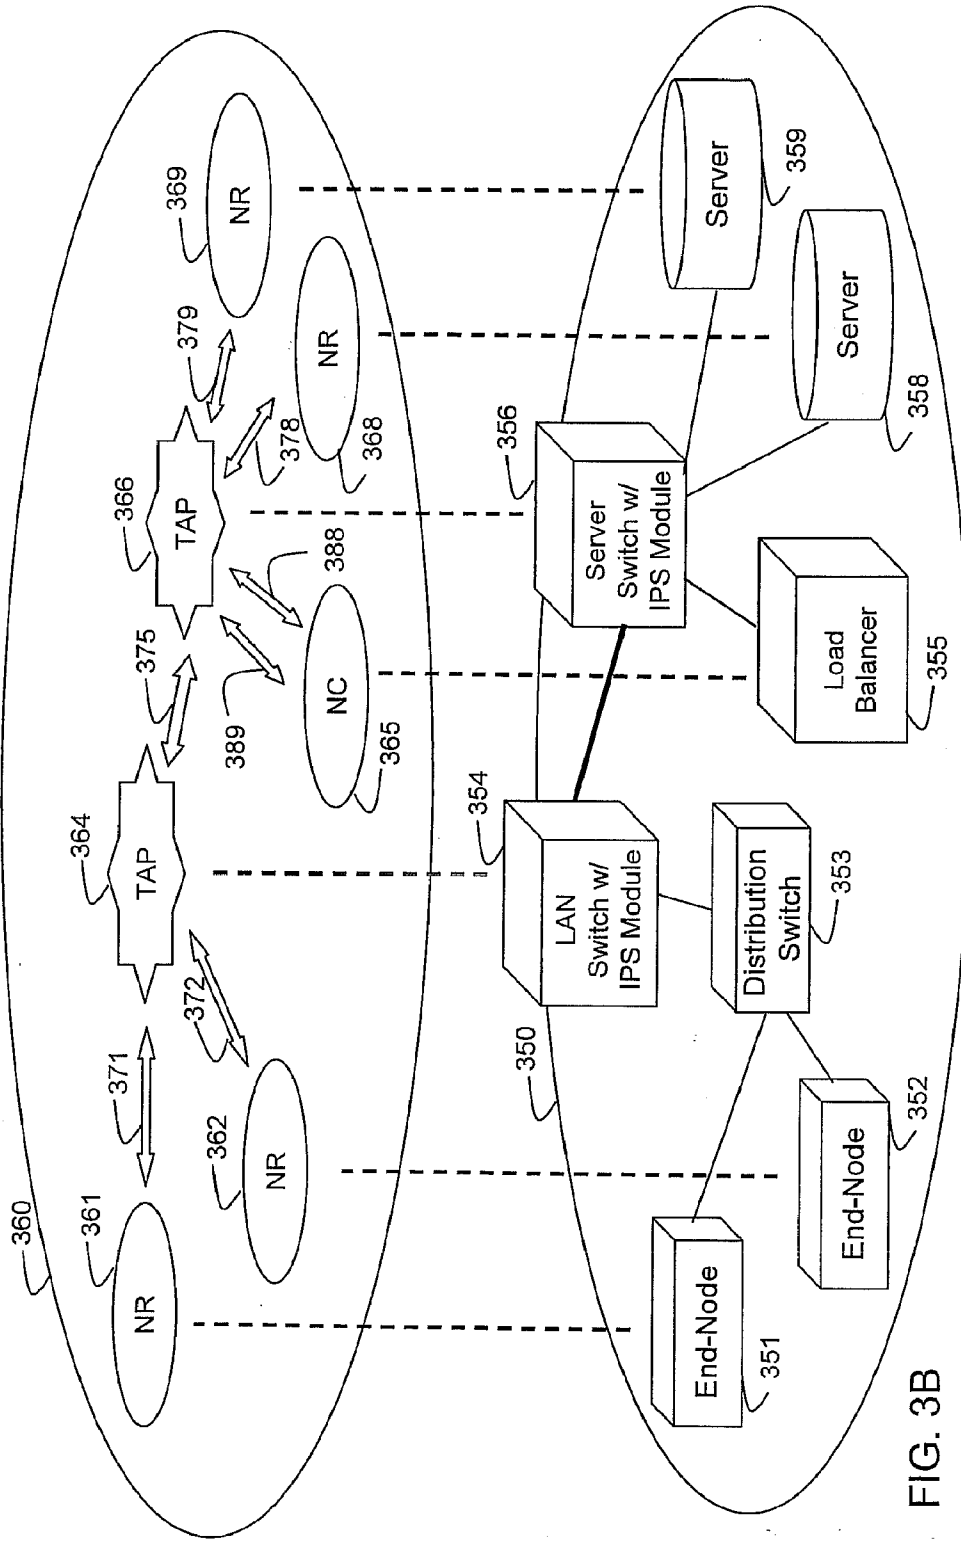 360
361
NR
371
362
NR
372
364
TAP
375
366
TAP
389
388
NC
365
379
369
NR
378
NR
368
350
354
LAN
Switch w/
IPS Module
356
Server
Switch w/
IPS Module
Server
359
Server
358
Load
Balancer
355
Distribution
Switch
353
End-Node
351
End-Node
352
FIG. 3B